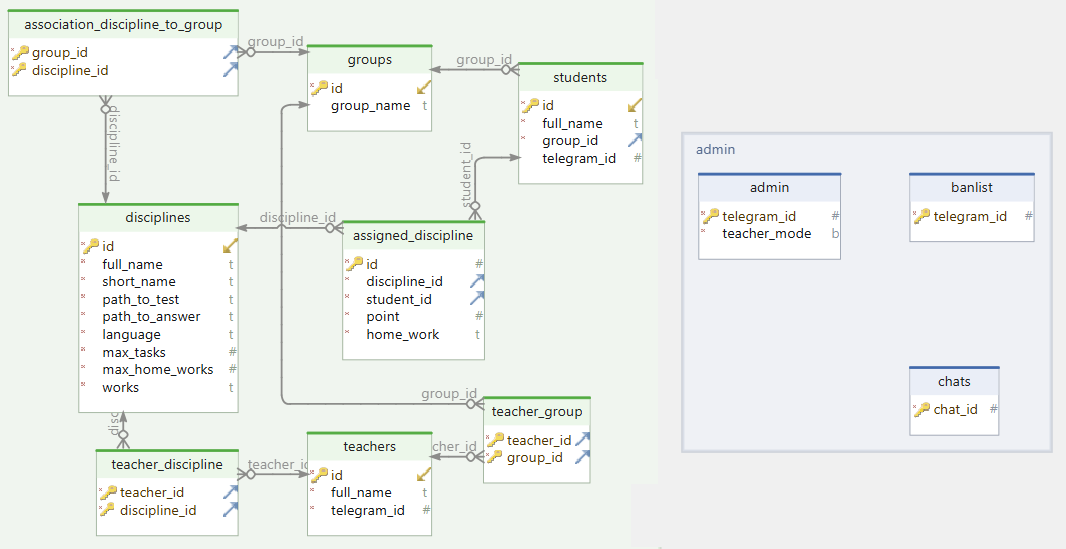 association_discipline_to_group
group_id
discipline_id
group_id
groups
id
group_name t
group_id
students
id
full_name t
group_id
telegram_id #
discipline_id
student_id
disciplines
id
full_name t
short_name t
path_to_test t
path_to_answer t
language t
max_tasks #
max_home_works #
works t
discipline_id
assigned_discipline
id #
discipline_id
student_id
point #
home_work t
group_id
teacher_group
teacher_id
group_id
disci
teacher_discipline
teacher_id
discipline_id
teacher_id
teachers
id
full_name t
telegram_id #
cher_id
admin
admin
telegram_id #
teacher_mode b
banlist
telegram_id #
chats
chat_id #